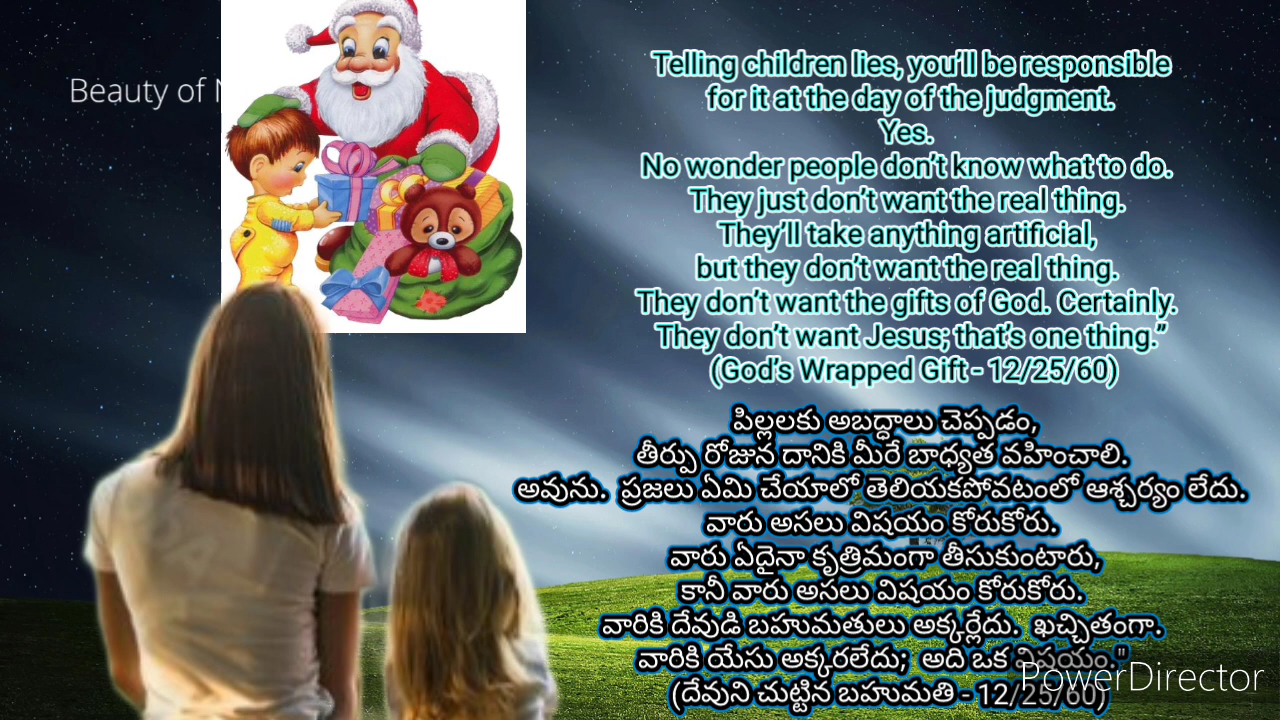 Beauty of
Telling children lies, you'll be responsible
for it at the day of the judgment.
Yes.
No wonder people don't know what to do.
They just don't want the real thing.
They'll take anything artificial,
but they don't want the real thing.
They don't want the gifts of God. Certainly.
They don't want Jesus; that's one thing."
(God's Wrapped Gift - 12/25/60)
పిల్లలకు అబద్ధాలు చెప్పడం,
తీర్పు రోజున దానికి మీరే బాధ్యత వహించాలి.
అవును. ప్రజలు ఏమి చేయాలో తెలియకపోవటంలో ఆశ్చర్యం లేదు.
వారు అసలు విషయం కోరుకోరు.
వారు ఏదైనా కృత్రిమంగా తీసుకుంటారు,
కానీ వారు అసలు విషయం కోరుకోరు.
వారికి దేవుడి బహుమతులు అక్కర్లేదు. ఖచ్చితంగా.
వారికి యేసు అక్కరలేదు; అది ఒక విషయం."
(దేవుని చుట్టిన బహుమతి - 12/25/60)
PowerDirector